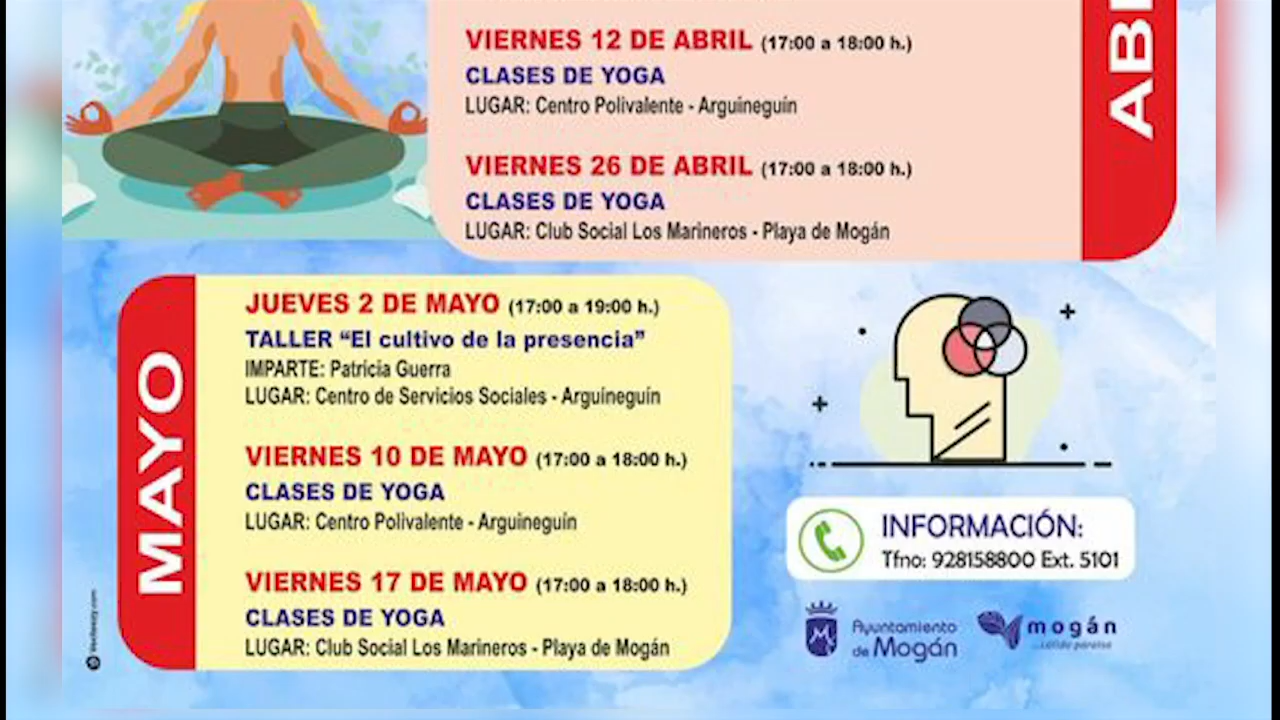 VIERNES 12 DE ABRIL (17:00 a 18:00 h.)
CLASES DE YOGA
LUGAR: Centro Polivalente - Arguineguín
VIERNES 26 DE ABRIL (17:00 a 18:00 h.)
CLASES DE YOGA
LUGAR: Club Social Los Marineros - Playa de Mogán
MAYO
JUEVES 2 DE MAYO (17:00 a 19:00 h.)
TALLER “El cultivo de la presencia”
IMPARTE: Patricia Guerra
LUGAR: Centro de Servicios Sociales - Arguineguín
VIERNES 10 DE MAYO (17:00 a 18:00 h.)
CLASES DE YOGA
LUGAR: Centro Polivalente - Arguineguín
VIERNES 17 DE MAYO (17:00 a 18:00 h.)
CLASES DE YOGA
LUGAR: Club Social Los Marineros - Playa de Mogán
INFORMACIÓN:
Tfno: 928158800 Ext. 5101
Ayuntamiento
de Mogán
mogán